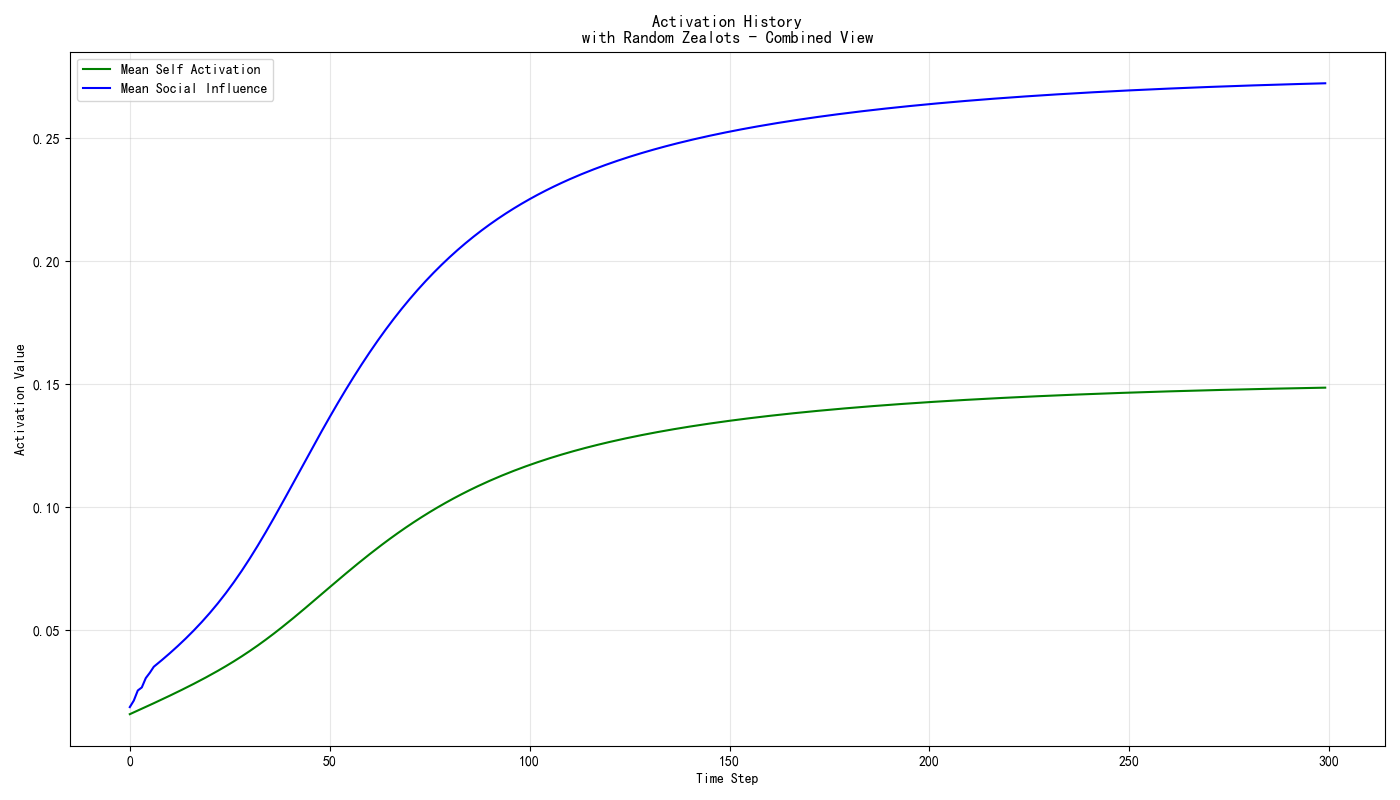 Activation History
with Random Zealots - Combined View
Mean Self Activation
Mean Social Influence
Activation Value
0.25
0.20
0.15
0.10
0.05
0
50
100
150
200
250
300
Time Step